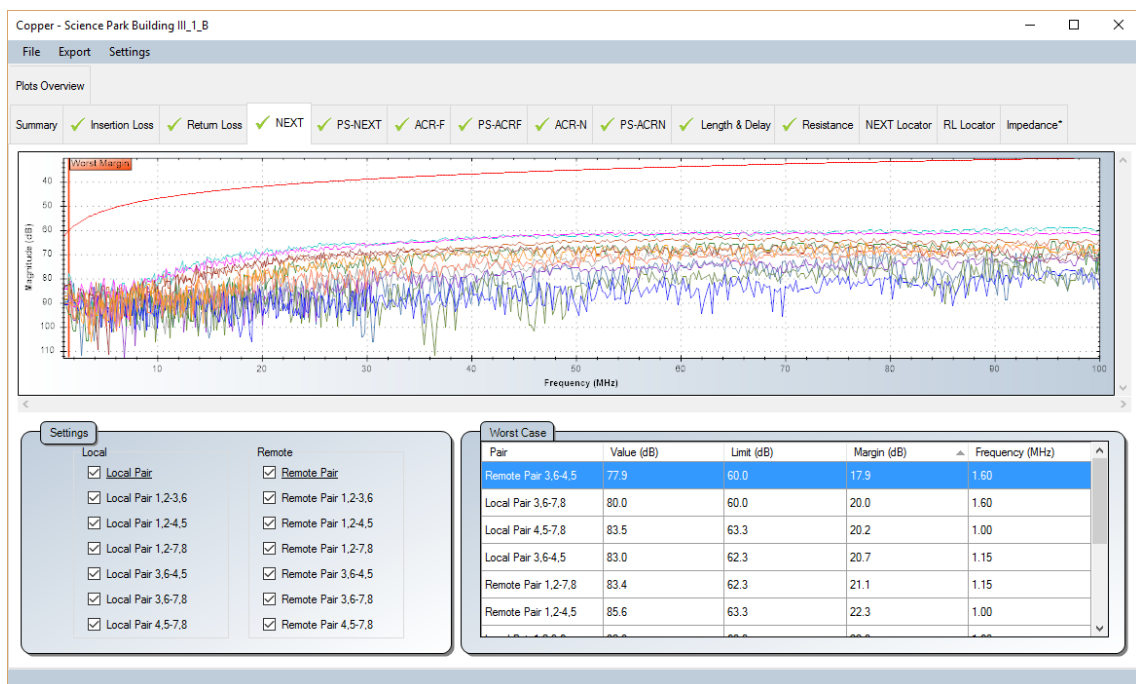 Copper - Science Park Building III_1_B
File Export Settings
Plots Overview
Summary Insertion Loss Return Loss NEXT PS-NEXT ACR-F PS-ACRF ACR-N PS-ACRN Length & Delay Resistance NEXT Locator RL Locator Impedance*
Worst Margin
Magnitude (dB)
40
50
60
70
80
90
100
110
10 20 30 40 50 60 70 80 90 100
Frequency (MHz)
Settings
Local Remote
Local Pair Remote Pair
Local Pair 1,2-3,6 Remote Pair 1,2-3,6
Local Pair 1,2-4,5 Remote Pair 1,2-4,5
Local Pair 1,2-7,8 Remote Pair 1,2-7,8
Local Pair 3,6-4,5 Remote Pair 3,6-4,5
Local Pair 3,6-7,8 Remote Pair 3,6-7,8
Local Pair 4,5-7,8 Remote Pair 4,5-7,8
Worst Case
Pair Value (dB) Limit (dB) Margin (dB) Frequency (MHz)
Remote Pair 3,6-4,5 77.9 60.0 17.9 1.60
Local Pair 3,6-7,8 80.0 60.0 20.0 1.60
Local Pair 4,5-7,8 83.5 63.3 20.2 1.00
Local Pair 3,6-4,5 83.0 62.3 20.7 1.15
Remote Pair 1,2-7,8 83.4 62.3 21.1 1.15
Remote Pair 1,2-4,5 85.6 63.3 22.3 1.00